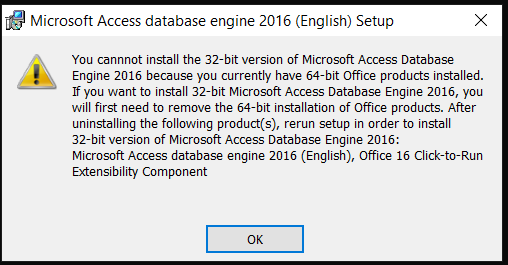 Microsoft Access database engine 2016 (English) Setup
You cannnot install the 32-bit version of Microsoft Access Database
Engine 2016 because you currently have 64-bit Office products installed.
If you want to install 32-bit Microsoft Access Database Engine 2016, you
will first need to remove the 64-bit installation of Office products. After
uninstalling the following product(s), rerun setup in order to install
32-bit version of Microsoft Access Database Engine 2016:
Microsoft Access database engine 2016 (English), Office 16 Click-to-Run
Extensibility Component
OK